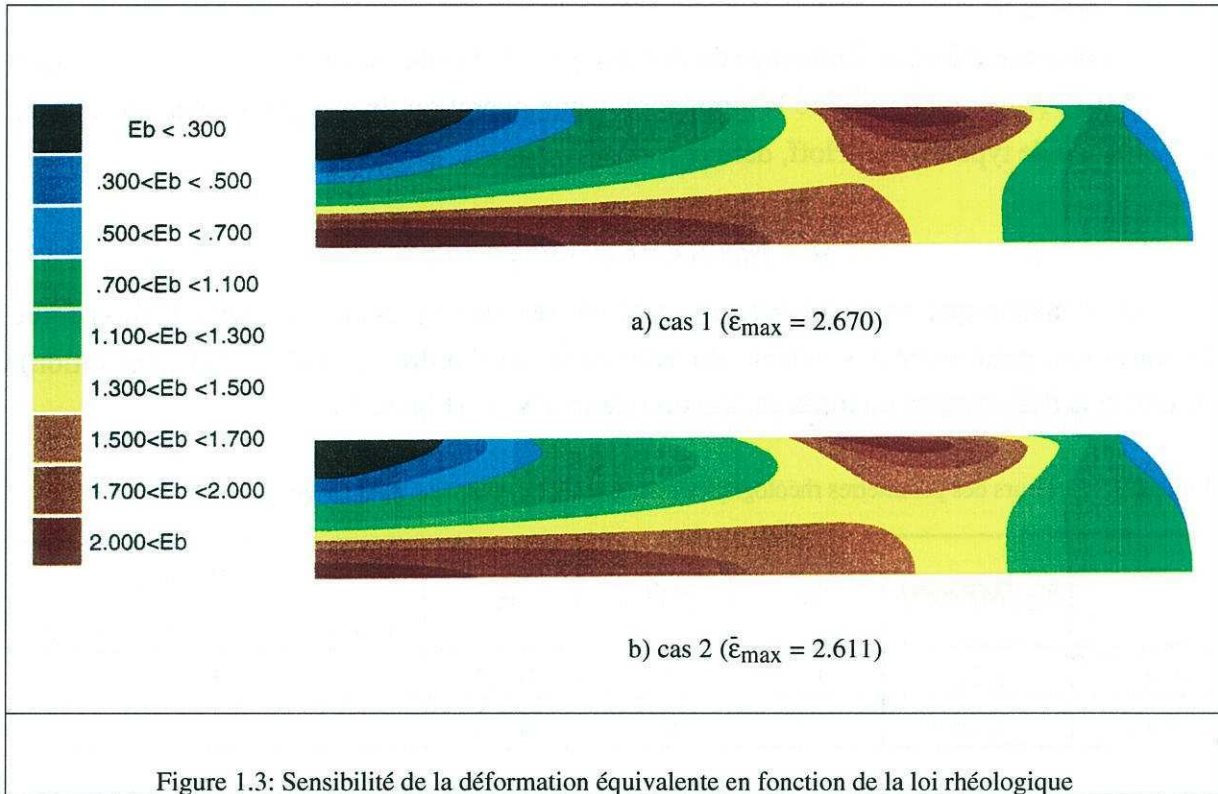 Eb < .300
.300<Eb < .500
.500<Eb < .700
.700<Eb <1.100
1.100<Eb <1.300
1.300<Eb <1.500
1.500<Eb <1.700
1.700<Eb <2.000
2.000<Eb
a) cas 1 (ε̄max = 2.670)
b) cas 2 (ε̄max = 2.611)
Figure 1.3: Sensibilité de la déformation équivalente en fonction de la loi rhéologique